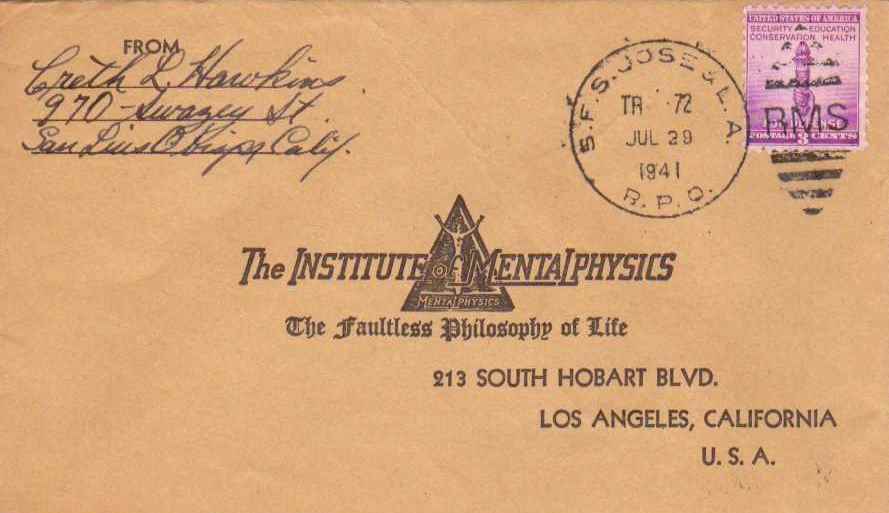 FROM
Creth L. Hawkins
970 - Swazey St.
San Luis Obispo, Calif.
S.F.S. JOSE & L.A.
TR 72
JUL 29
1941
R.P.O.
UNITED STATES OF AMERICA
SECURITY EDUCATION
CONSERVATION HEALTH
RMS
DEFENSE
POSTAGE 3 CENTS
The INSTITUTE of MENTALPHYSICS
MENTALPHYSICS
The Faultless Philosophy of Life
213 SOUTH HOBART BLVD.
LOS ANGELES, CALIFORNIA
U. S. A.